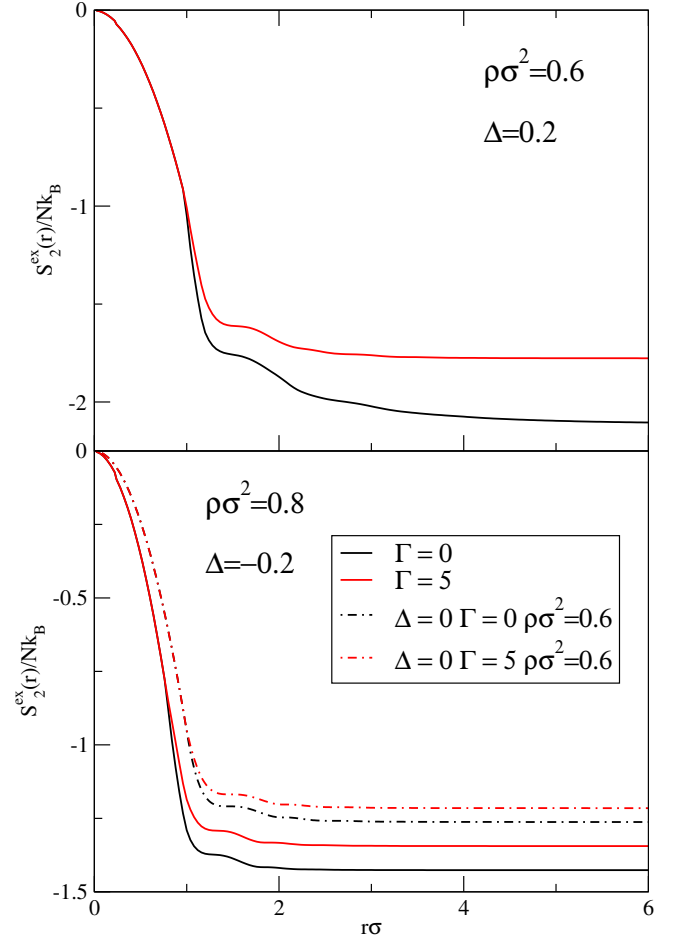 0
ρσ²=0.6
Δ=0.2
-1
S₂ᵉˣ(r)/Nk_B
-2
0
ρσ²=0.8
Δ=−0.2
Γ = 0
Γ = 5
Δ = 0 Γ = 0 ρσ²=0.6
Δ = 0 Γ = 5 ρσ²=0.6
-0.5
S₂ᵉˣ(r)/Nk_B
-1
-1.5
0 2 4 6
rσ